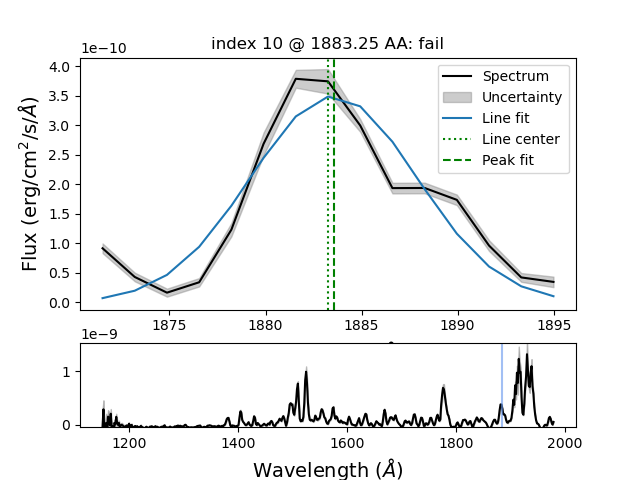 index 10 @ 1883.25 AA: fail
1e−10
Flux (erg/cm²/s/Å)
4.0
3.5
3.0
2.5
2.0
1.5
1.0
0.5
0.0
Spectrum
Uncertainty
Line fit
Line center
Peak fit
1875
1880
1885
1890
1895
1e−9
1
0
1200
1400
1600
1800
2000
Wavelength (Å)